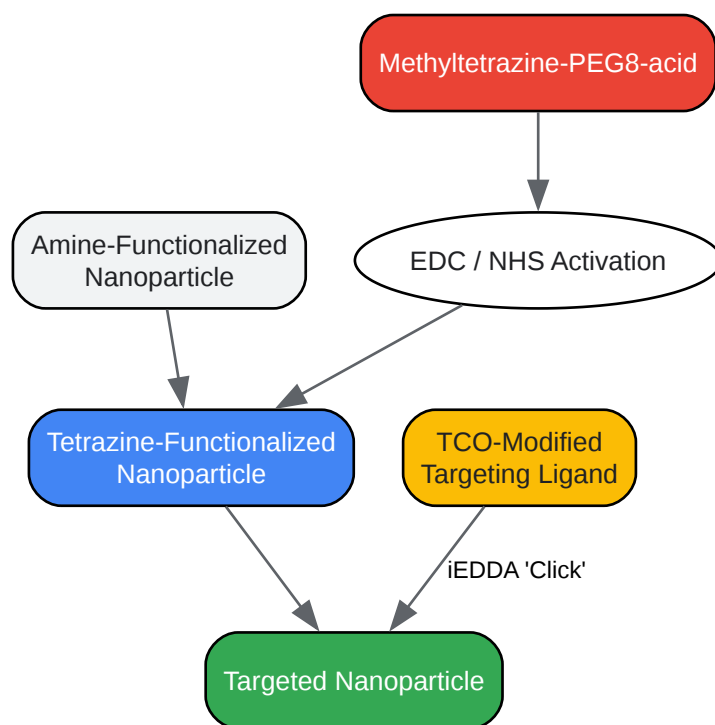 Methyltetrazine-PEG8-acid
Amine-Functionalized
Nanoparticle
EDC / NHS Activation
Tetrazine-Functionalized
Nanoparticle
TCO-Modified
Targeting Ligand
iEDDA 'Click'
Targeted Nanoparticle